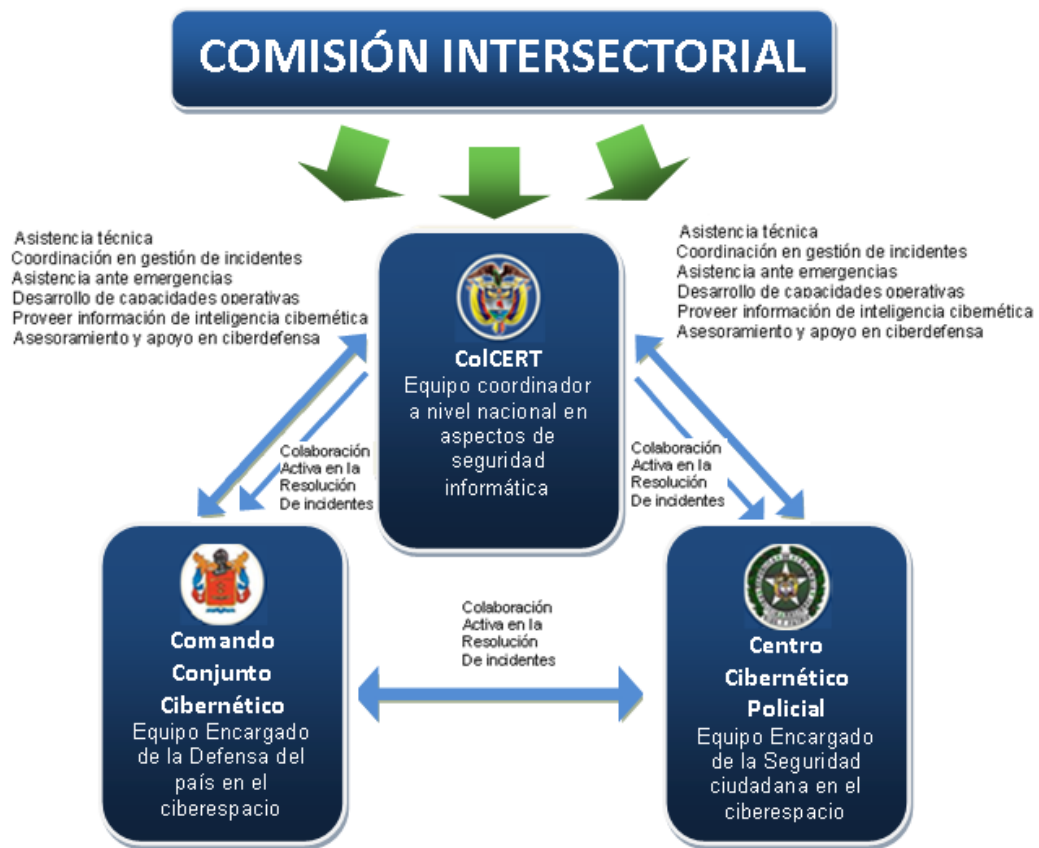 COMISIÓN INTERSECTORIAL
Asistencia técnica
Coordinación en gestión de incidentes
Asistencia ante emergencias
Desarrollo de capacidades operativas
Proveer información de inteligencia cibernética
Asesoramiento y apoyo en ciberdefensa
Asistencia técnica
Coordinación en gestión de incidentes
Asistencia ante emergencias
Desarrollo de capacidades operativas
Proveer información de inteligencia cibernética
Asesoramiento y apoyo en ciberdefensa
ColCERT
Equipo coordinador
a nivel nacional en
aspectos de
seguridad
informática
Colaboración
Activa en la
Resolución
De incidentes
Colaboración
Activa en la
Resolución
De incidentes
Comando
Conjunto
Cibernético
Equipo Encargado
de la Defensa del
país en el
ciberespacio
Colaboración
Activa en la
Resolución
De incidentes
Centro
Cibernético
Policial
Equipo Encargado
de la Seguridad
ciudadana en el
ciberespacio